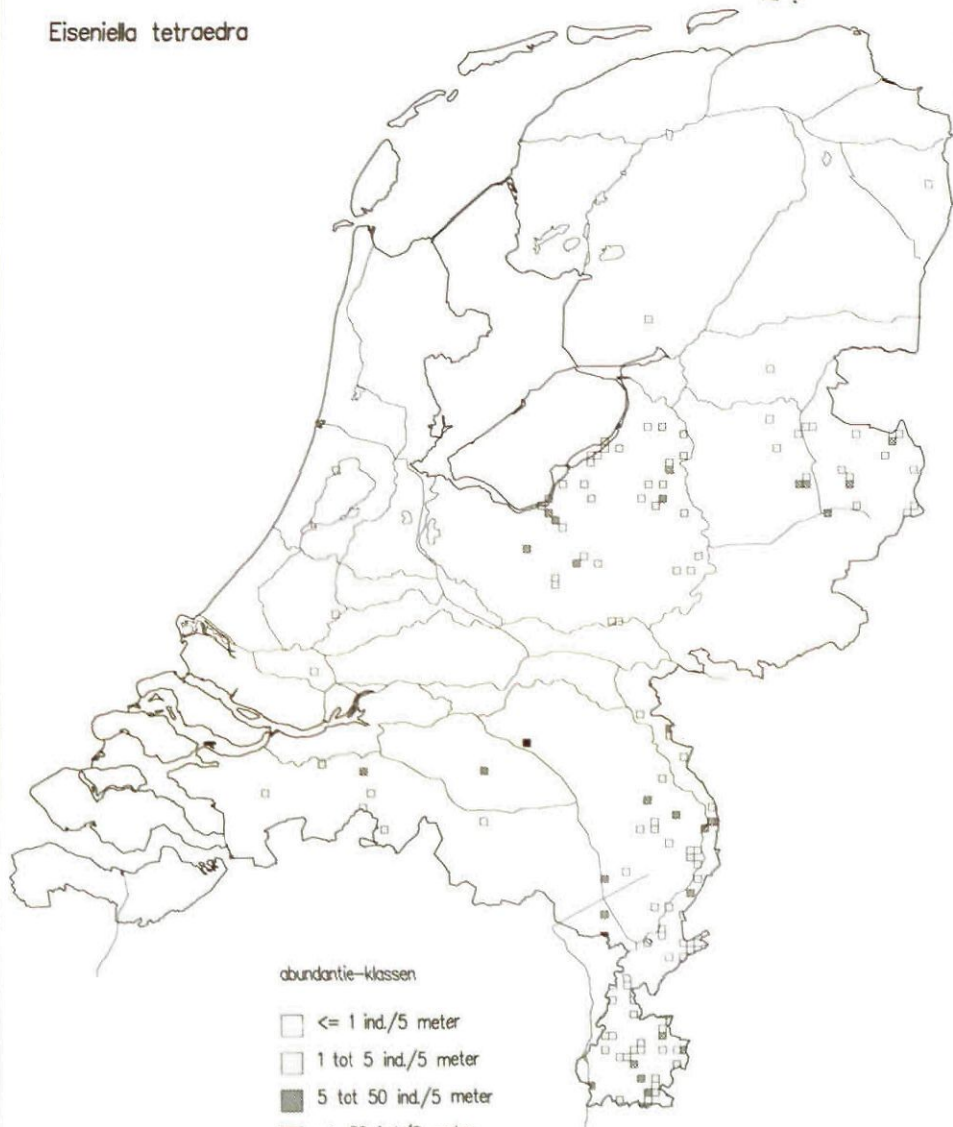 Eiseniella tetraedra
abundantie-klassen
<= 1 ind./5 meter
1 tot 5 ind./5 meter
5 tot 50 ind./5 meter